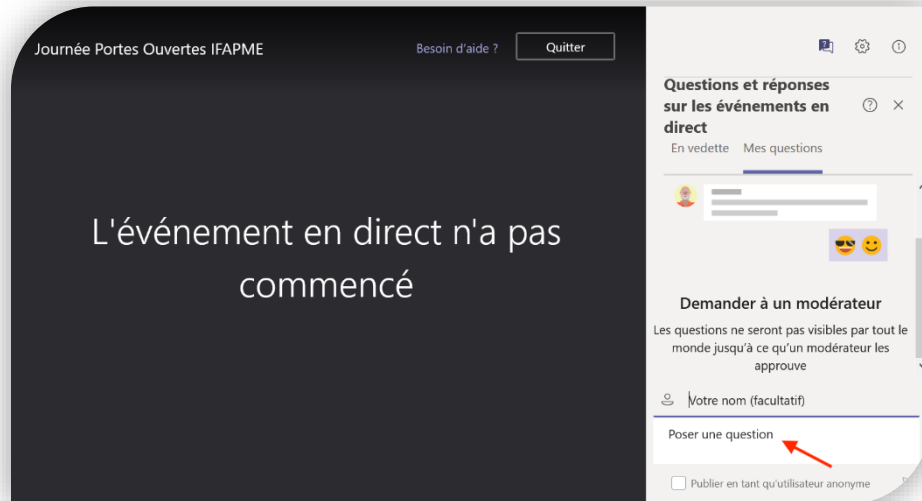 Journée Portes Ouvertes IFAPME
Besoin d'aide ?
Quitter
L'événement en direct n'a pas
commencé
Questions et réponses
sur les événements en
direct
En vedette
Mes questions
Demander à un modérateur
Les questions ne seront pas visibles par tout le
monde jusqu'à ce qu'un modérateur les
approuve
Votre nom (facultatif)
Poser une question
Publier en tant qu'utilisateur anonyme